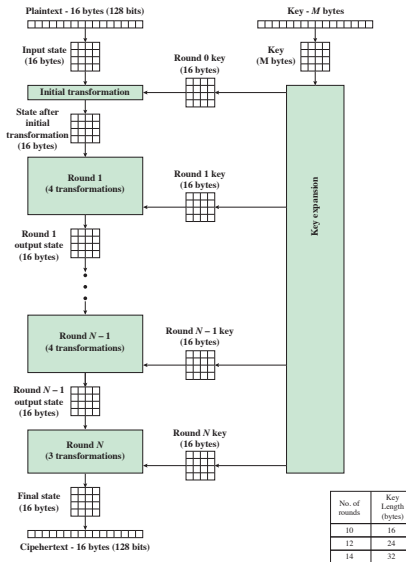 Plaintext - 16 bytes (128 bits)
Key - M bytes
Input state
(16 bytes)
Round 0 key
(16 bytes)
Key
(M bytes)
Initial transformation
State after
initial
transformation
(16 bytes)
Round 1
(4 transformations)
Round 1 key
(16 bytes)
Key expansion
Round 1
output state
(16 bytes)
Round N – 1
(4 transformations)
Round N – 1 key
(16 bytes)
Round N – 1
output state
(16 bytes)
Round N
(3 transformations)
Round N key
(16 bytes)
Final state
(16 bytes)
Cipehertext - 16 bytes (128 bits)
No. of
rounds
Key
Length
(bytes)
10 16
12 24
14 32